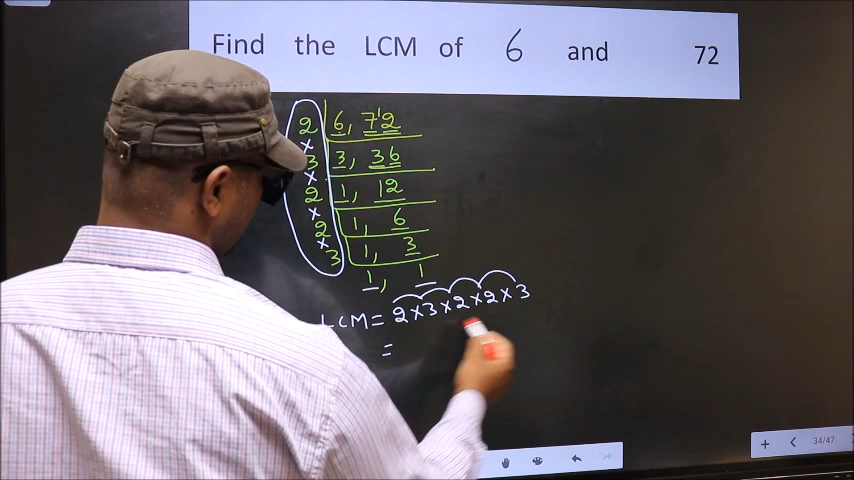 Find the LCM of 6 and 72
2 6, 7¹2
×
3 3, 36
×
2 1, 12
×
2 1, 6
×
3 1, 3
1, 1
LCM = 2×3×2×2×3
=
34/47